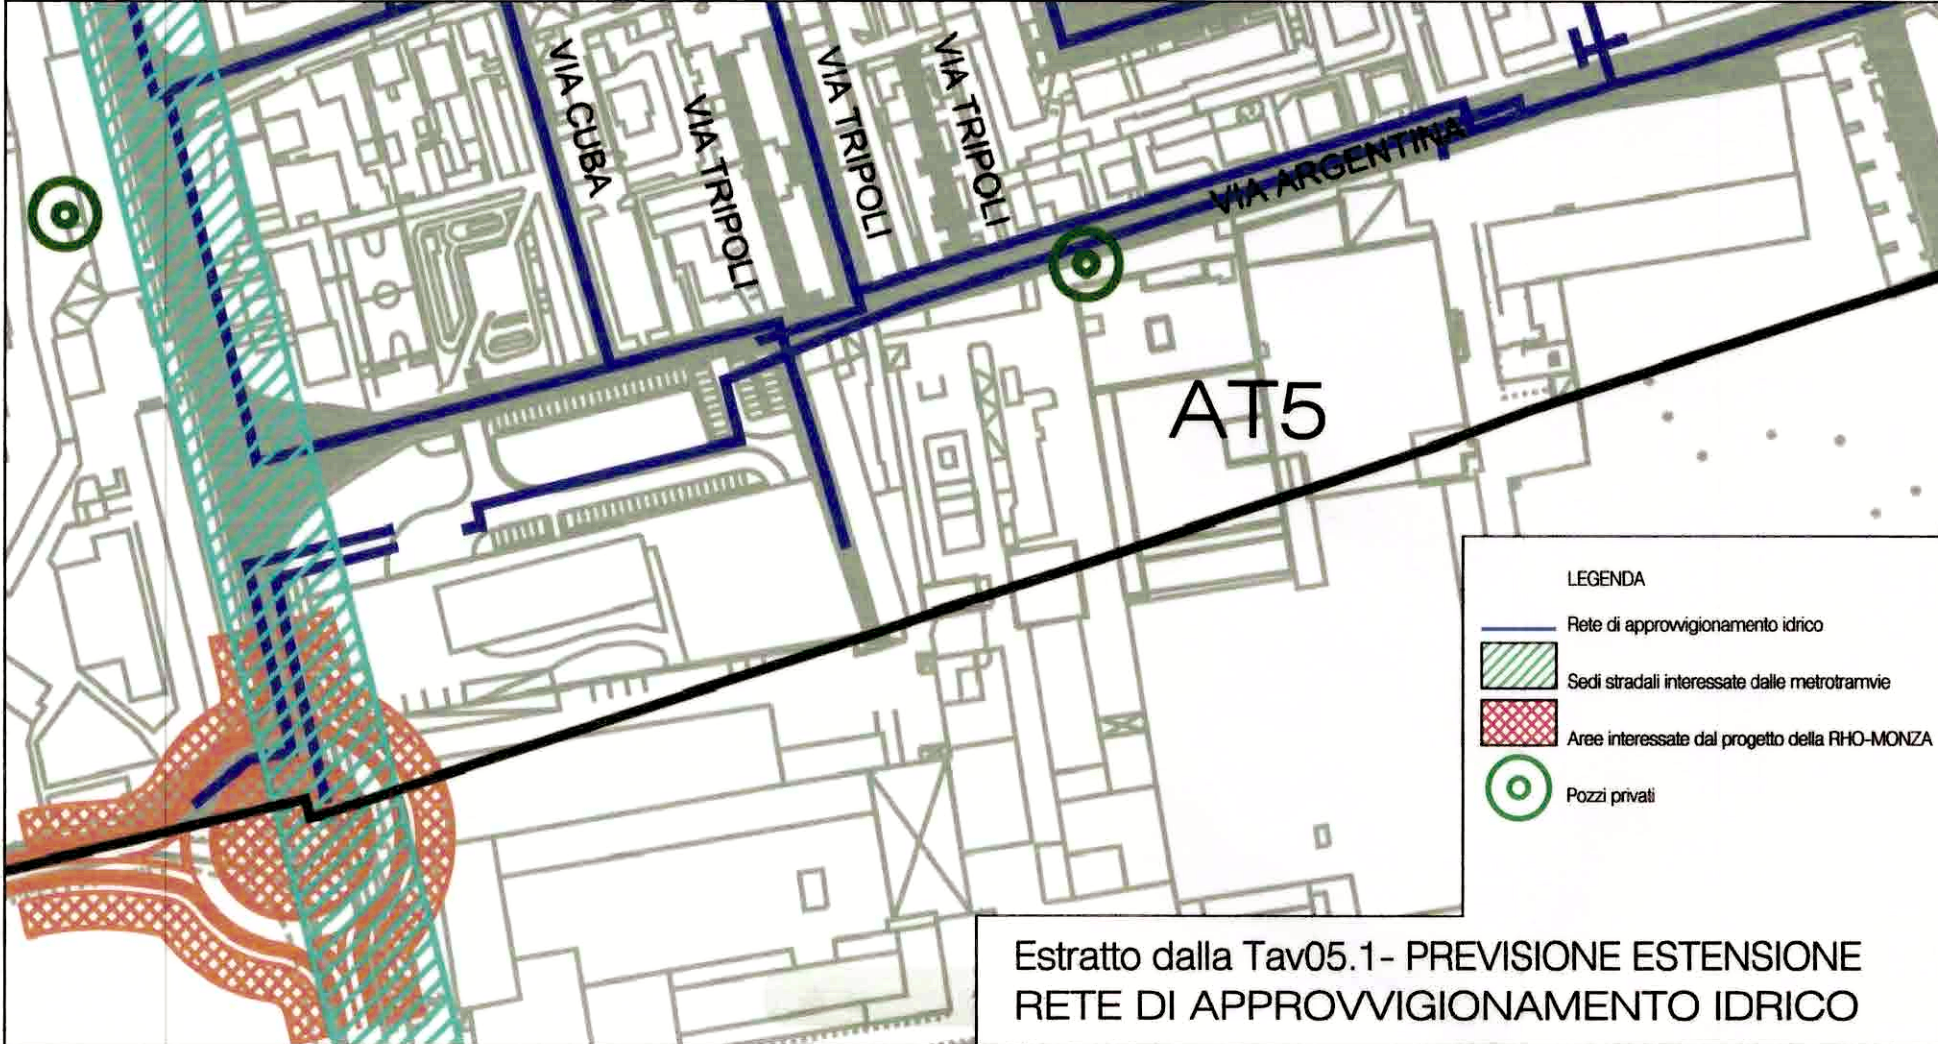 VIA CUBA
VIA TRIPOLI
VIA TRIPOLI
VIA TRIPOLI
VIA ARGENTINA
AT5
LEGENDA
Rete di approvvigionamento idrico
Sedi stradali interessate dalle metrotramvie
Aree interessate dal progetto della RHO-MONZA
Pozzi privati
Estratto dalla Tav05.1- PREVISIONE ESTENSIONE
RETE DI APPROVVIGIONAMENTO IDRICO